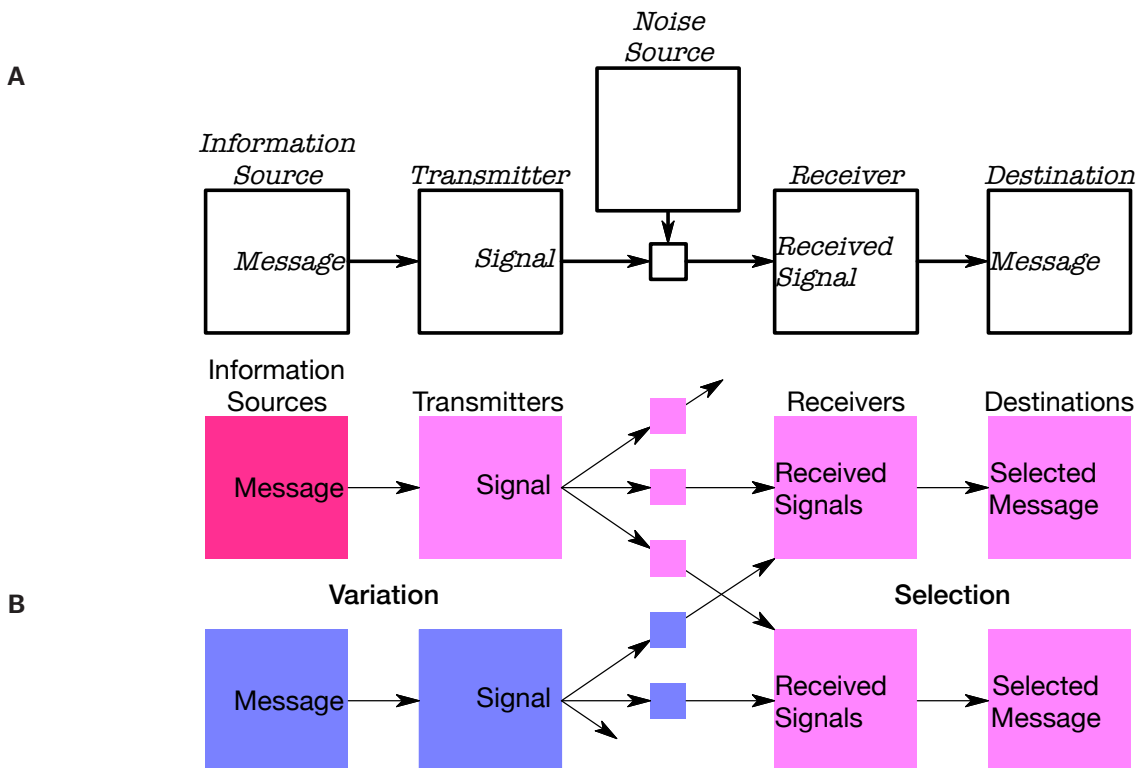 A
Noise
Source
Information
Source
Transmitter
Receiver
Destination
Message
Signal
Received
Signal
Message
Information
Sources
Transmitters
Receivers
Destinations
Message
Signal
Received
Signals
Selected
Message
B
Variation
Selection
Message
Signal
Received
Signals
Selected
Message